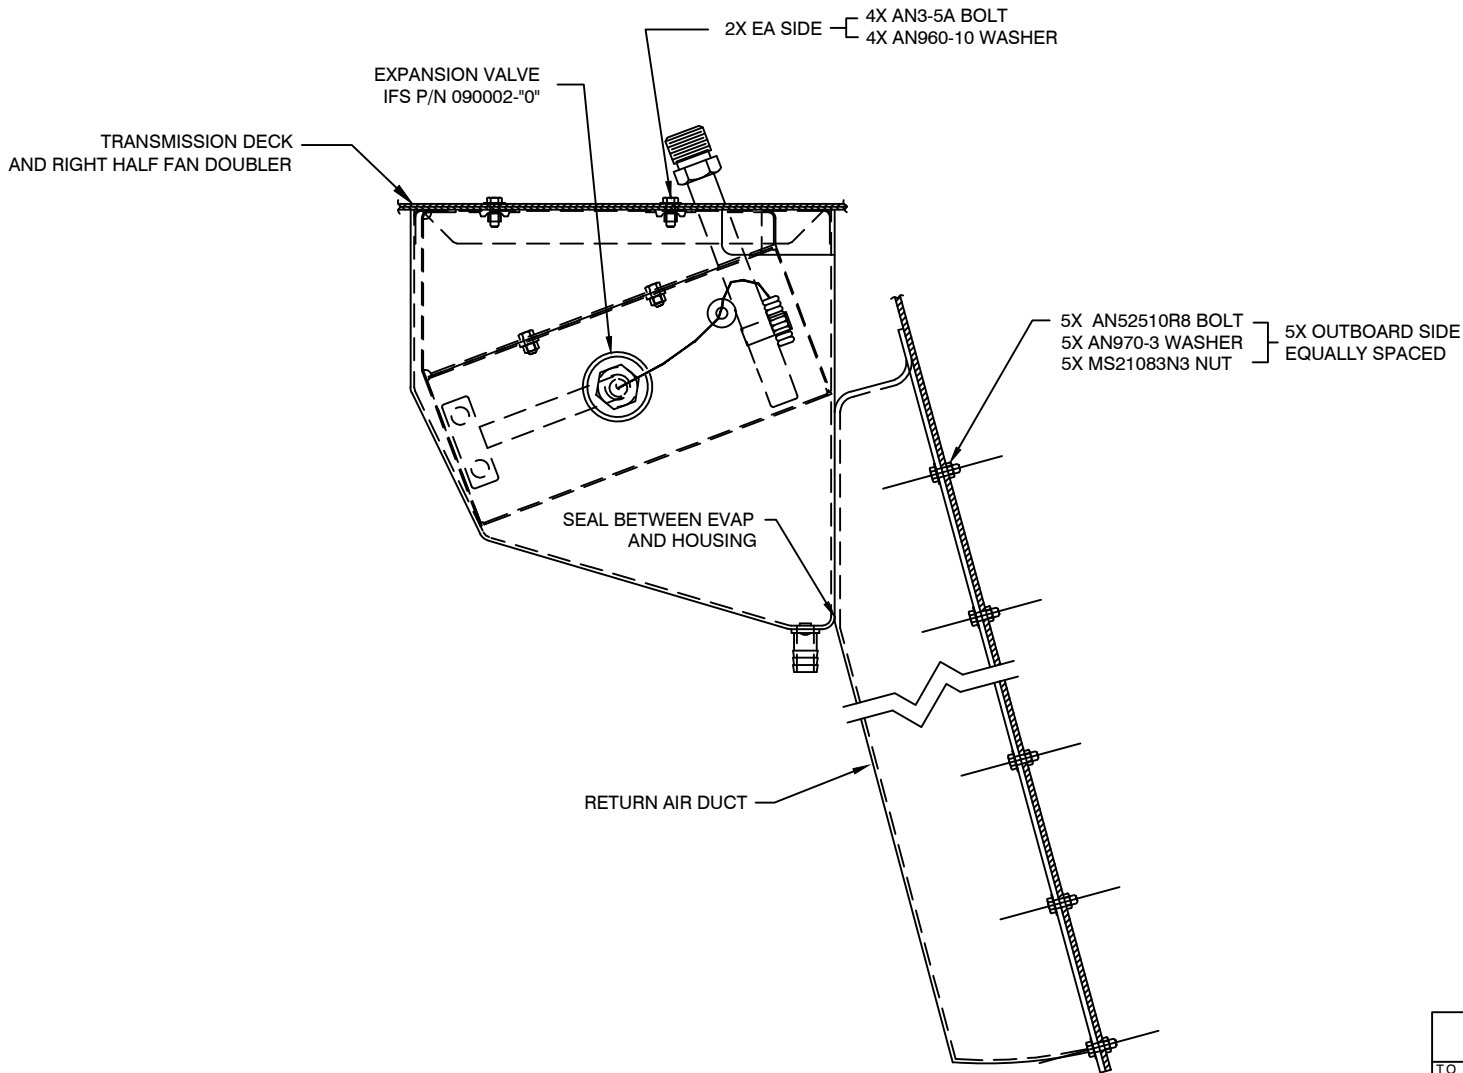 2X EA SIDE
4X AN3-5A BOLT
4X AN960-10 WASHER
EXPANSION VALVE
IFS P/N 090002-"0"
TRANSMISSION DECK
AND RIGHT HALF FAN DOUBLER
5X AN52510R8 BOLT
5X AN970-3 WASHER
5X MS21083N3 NUT
5X OUTBOARD SIDE
EQUALLY SPACED
SEAL BETWEEN EVAP
AND HOUSING
RETURN AIR DUCT
TO